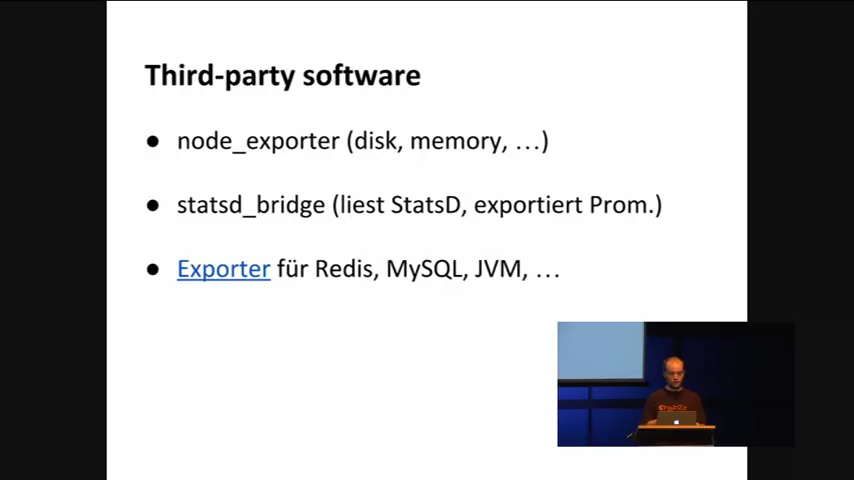 Third-party software
● node_exporter (disk, memory, …)
● statsd_bridge (liest StatsD, exportiert Prom.)
● Exporter für Redis, MySQL, JVM, …